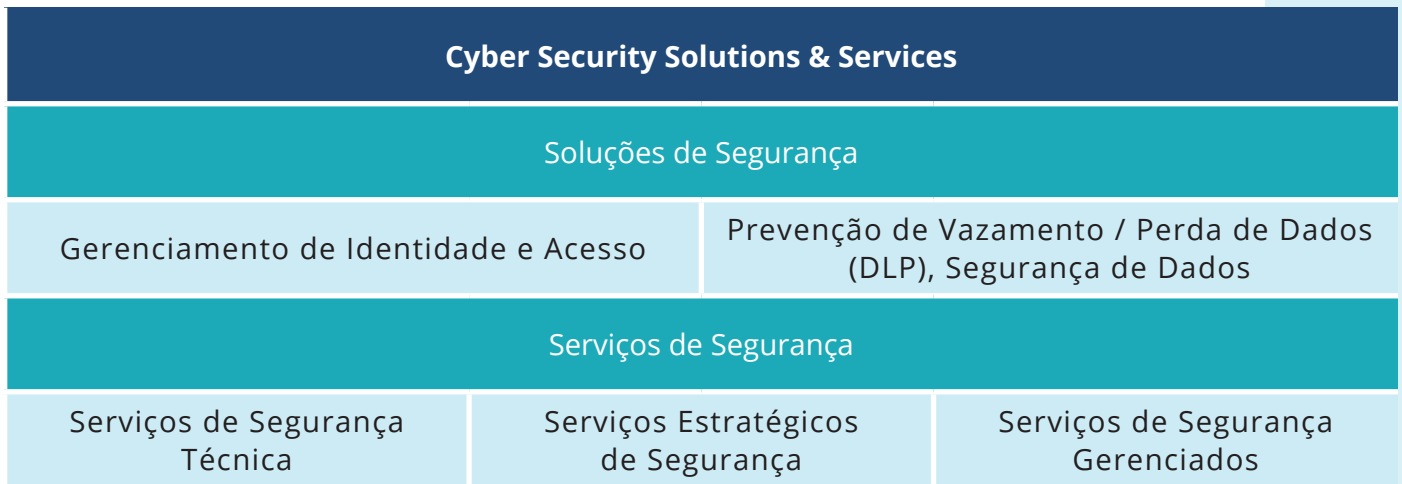 Cyber Security Solutions & Services
Soluções de Segurança
Gerenciamento de Identidade e Acesso
Prevenção de Vazamento / Perda de Dados
(DLP), Segurança de Dados
Serviços de Segurança
Serviços de Segurança
Técnica
Serviços Estratégicos
de Segurança
Serviços de Segurança
Gerenciados